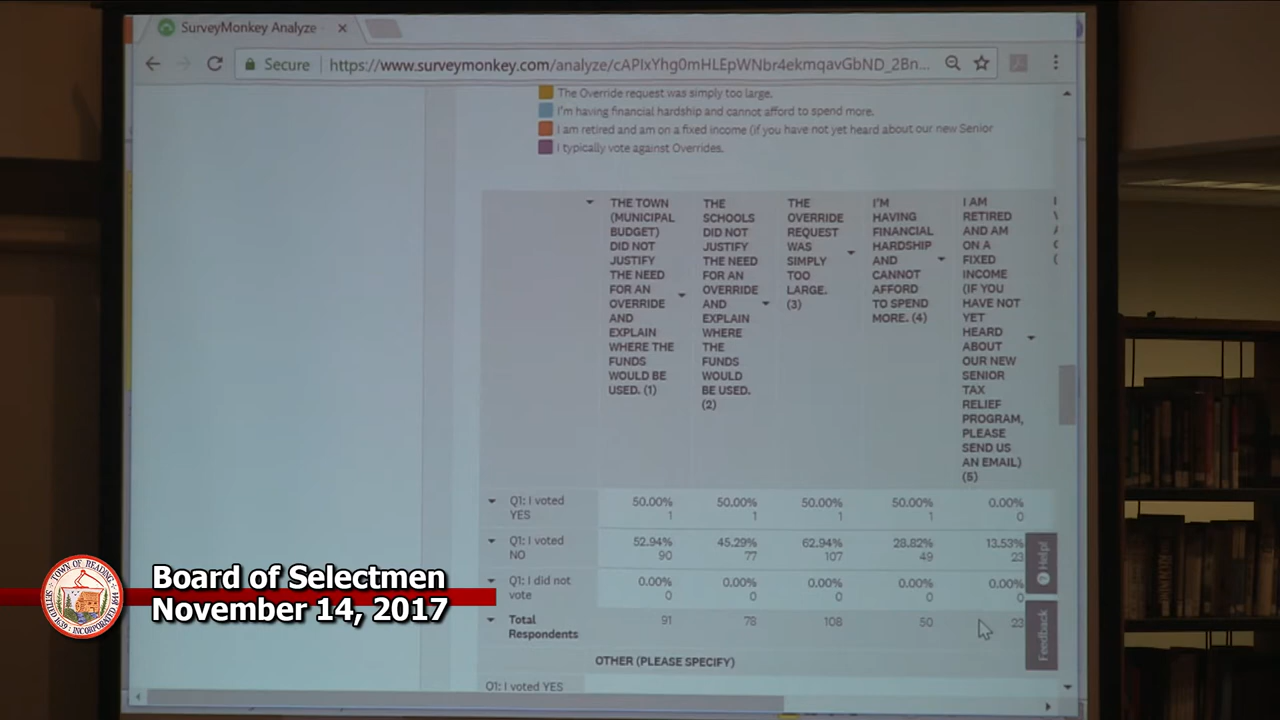 SurveyMonkey Analyze
Secure
https://www.surveymonkey.com/analyze/cAPIxYhg0mHLEpWNbr4ekmqavGbND_2Bn...
The Override request was simply too large.
I'm having financial hardship and cannot afford to spend more.
I am retired and am on a fixed income (if you have not yet heard about our new Senior
I typically vote against Overrides.
THE TOWN
(MUNICIPAL
BUDGET)
DID NOT
JUSTIFY
THE NEED
FOR AN
OVERRIDE
AND
EXPLAIN
WHERE THE
FUNDS
WOULD BE
USED. (1)
THE
SCHOOLS
DID NOT
JUSTIFY
THE NEED
FOR AN
OVERRIDE
AND
EXPLAIN
WHERE
THE
FUNDS
WOULD
BE USED.
(2)
THE
OVERRIDE
REQUEST
WAS
SIMPLY
TOO
LARGE.
(3)
I'M
HAVING
FINANCIAL
HARDSHIP
AND
CANNOT
AFFORD
TO SPEND
MORE. (4)
I AM
RETIRED
AND AM
ON A
FIXED
INCOME
(IF YOU
HAVE NOT
YET
HEARD
ABOUT
OUR NEW
SENIOR
TAX
RELIEF
PROGRAM,
PLEASE
SEND US
AN EMAIL)
(5)
Q1: I voted 50.00% 50.00% 50.00% 50.00% 0.00%
YES 1 1 1 1 0
Q1: I voted 52.94% 45.29% 62.94% 28.82% 13.53%
NO 90 77 107 49 23
Q1: I did not 0.00% 0.00% 0.00% 0.00% 0.00%
vote 0 0 0 0 0
Total 91 78 108 50 23
Respondents
OTHER (PLEASE SPECIFY)
Q1: I voted YES
Help!
Feedback
TOWN OF READING
SETTLED 1639 INCORPORATED 1644
Board of Selectmen
November 14, 2017